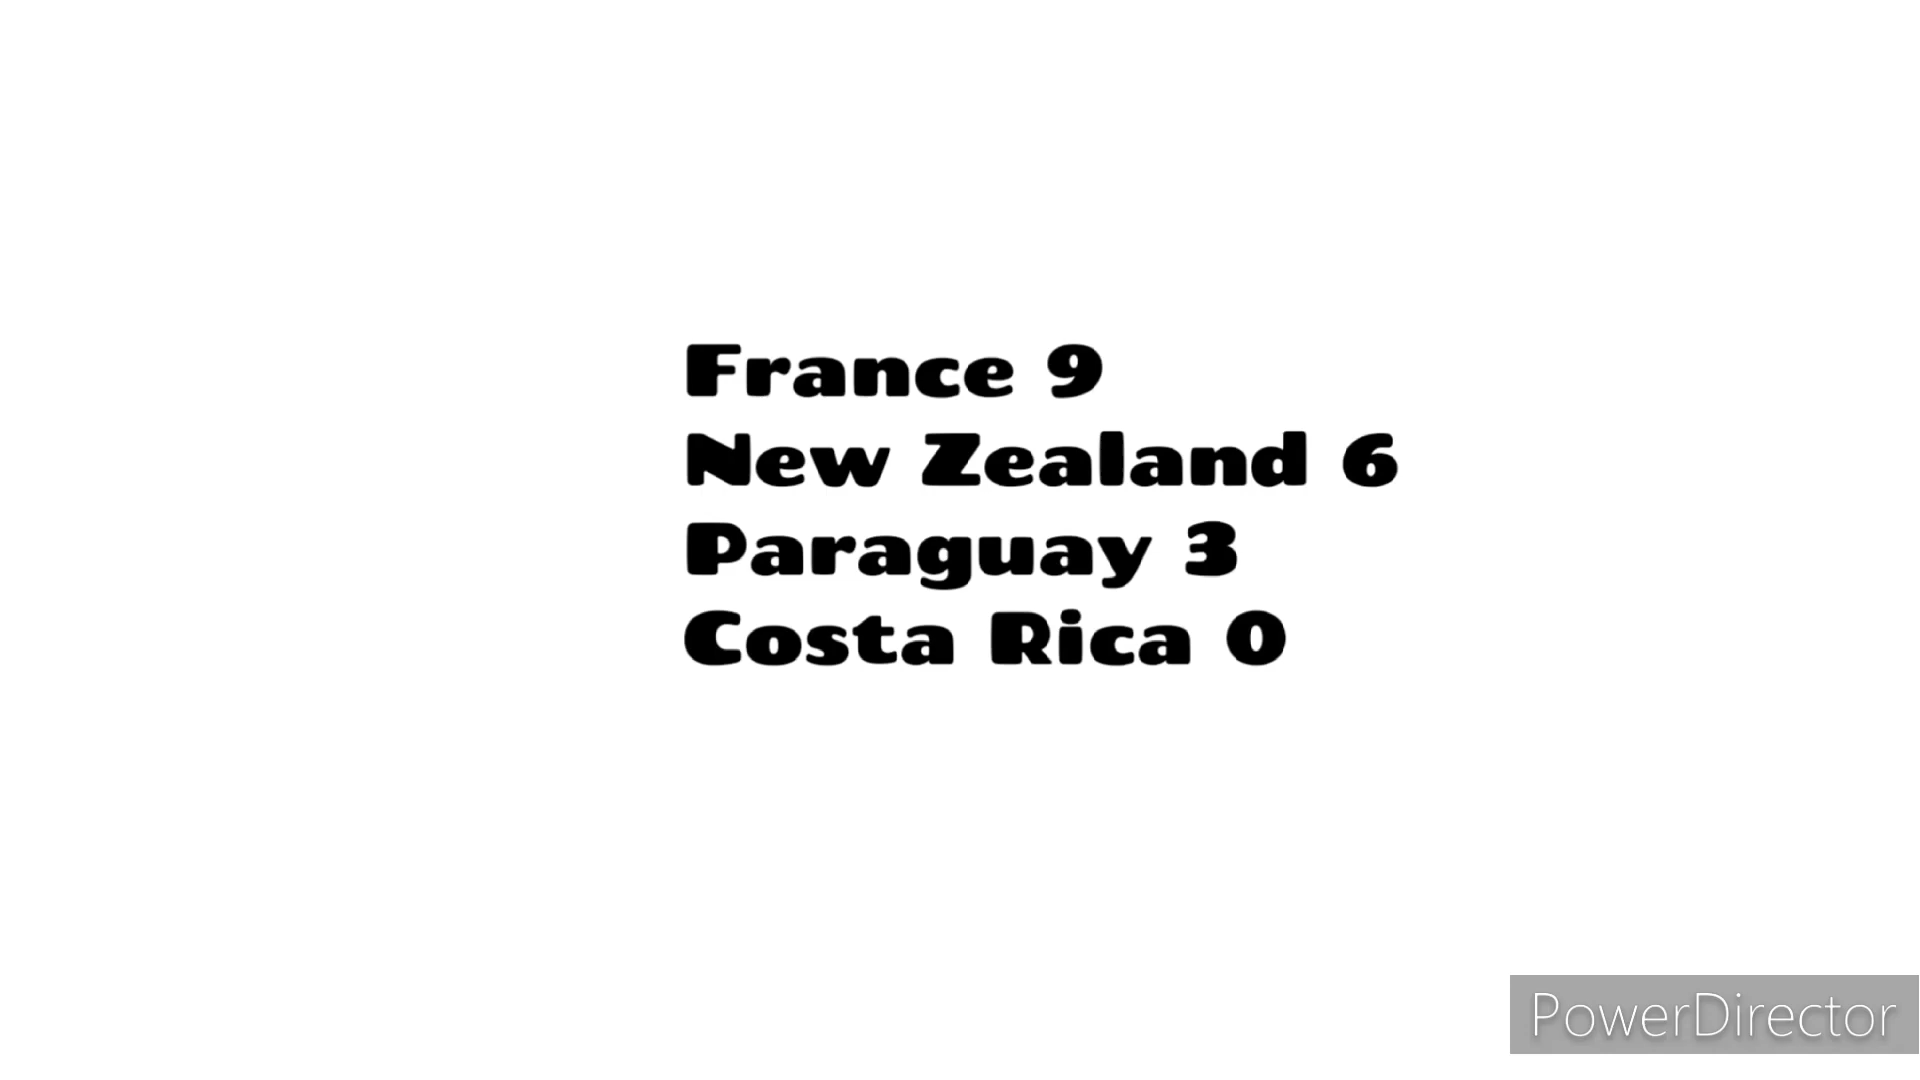 France 9
New Zealand 6
Paraguay 3
Costa Rica 0
PowerDirector